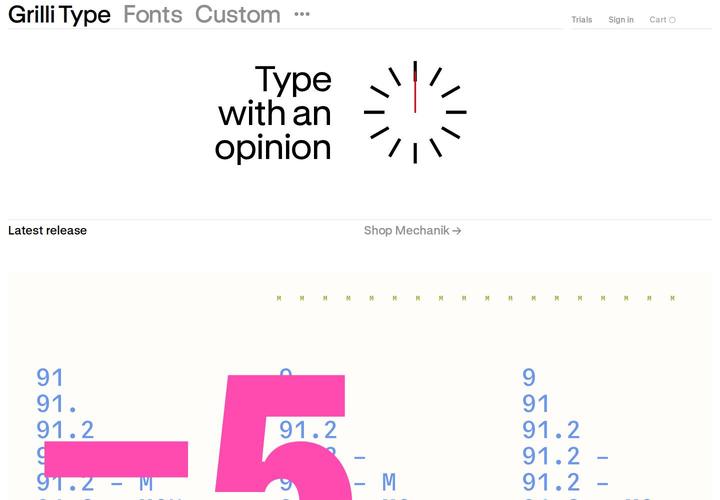 Grilli Type Fonts Custom •••
Trials Sign in Cart
Type
with an
opinion
Latest release
Shop Mechanik →
M M M M M M M M M M M M M M M M M M
91 9 9
91. 91
91.2 91.2 91.2
91.2 –
91.2 – M – M 91.2 –
–5